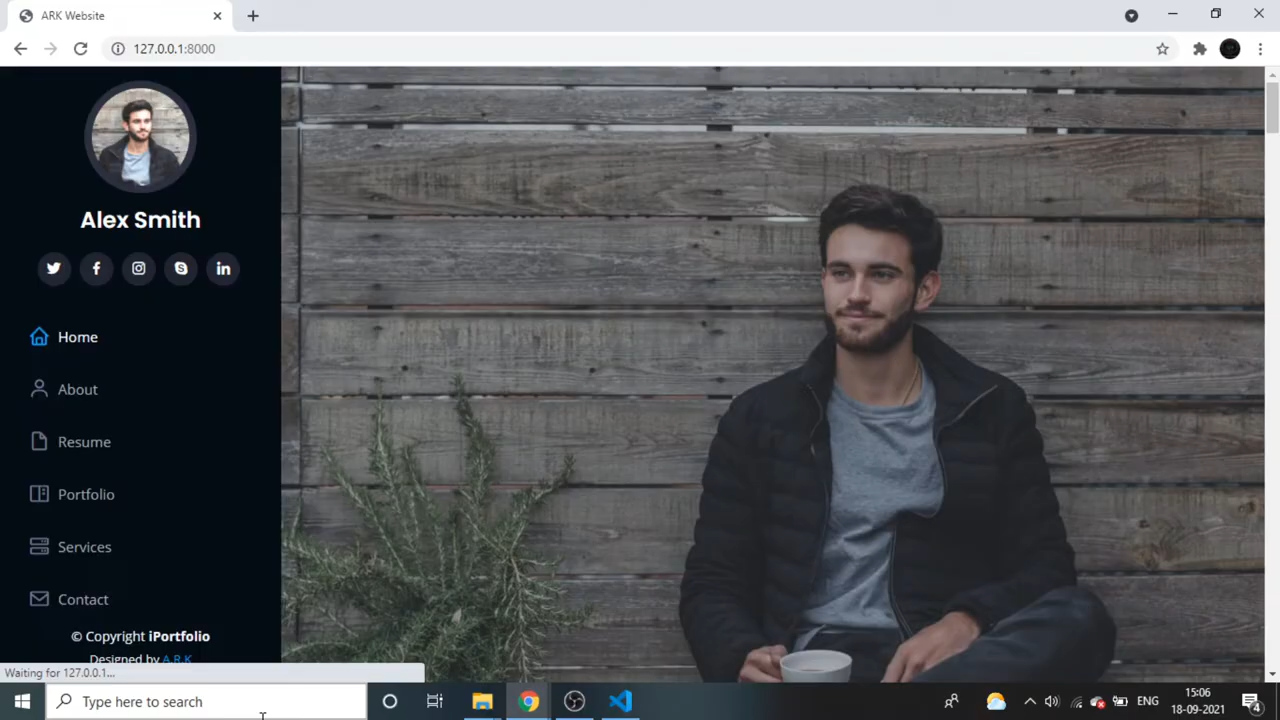 ARK Website
127.0.0.1:8000
Alex Smith
Home
About
Resume
Portfolio
Services
Contact
© Copyright iPortfolio
Designed by A.R.K
Waiting for 127.0.0.1...
Type here to search
ENG
15:06
18-09-2021
4